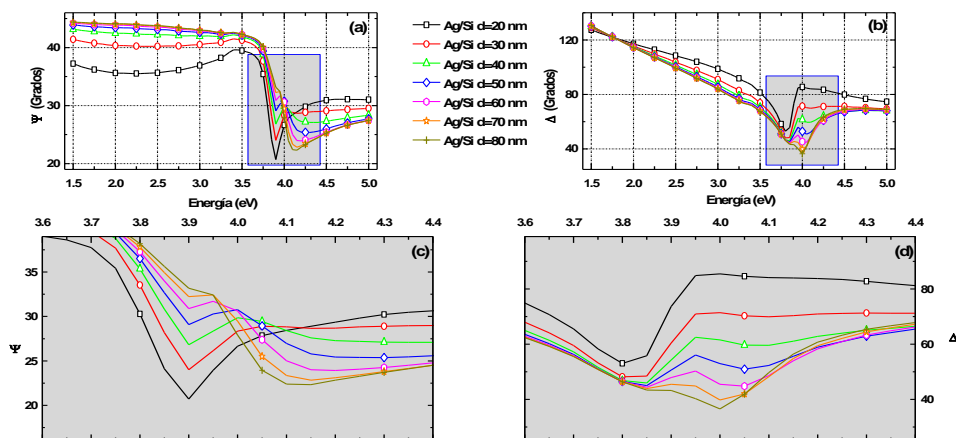 (a)
40
30
20
Ψ (Grados)
1.5 2.0 2.5 3.0 3.5 4.0 4.5 5.0
Energía (eV)
Ag/Si d=20 nm
Ag/Si d=30 nm
Ag/Si d=40 nm
Ag/Si d=50 nm
Ag/Si d=60 nm
Ag/Si d=70 nm
Ag/Si d=80 nm
(b)
120
80
40
Δ (Grados)
1.5 2.0 2.5 3.0 3.5 4.0 4.5 5.0
Energía (eV)
3.6 3.7 3.8 3.9 4.0 4.1 4.2 4.3 4.4
(c)
35
30
25
20
3.6 3.7 3.8 3.9 4.0 4.1 4.2 4.3 4.4
(d)
80
60
40